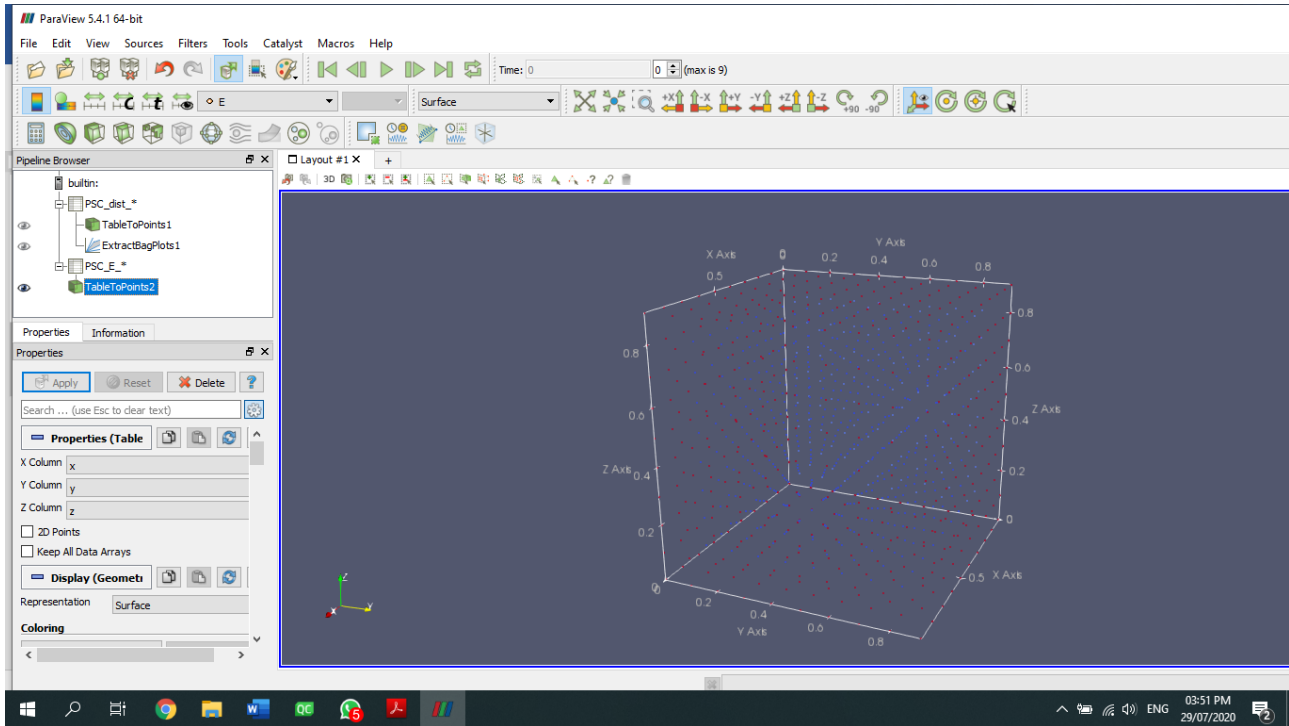 ParaView 5.4.1 64-bit
File Edit View Sources Filters Tools Catalyst Macros Help
Time: 0 0 (max is 9)
E Surface +X -X +Y -Y +Z -Z +90 -90
Pipeline Browser
Layout #1 +
3D
builtin:
PSC_dist_*
TableToPoints1
ExtractBagPlots1
PSC_E_*
TableToPoints2
Properties Information
Properties
Apply Reset Delete ?
Search ... (use Esc to clear text)
Properties (Table
X Column x
Y Column y
Z Column z
2D Points
Keep All Data Arrays
Display (Geomet
Representation Surface
Coloring
X Axis 0 Y Axis
0.5 0.2 0.4 0.6 0.8
0.8 0.8
0.6 0.6
Z Axis 0.4 0.4 Z Axis
0.2 0.2
0 0
0.2 0.4 0.6 0.8
Y Axis
0.5 X Axis
Z
X Y
W QC 5
ENG
03:51 PM
29/07/2020
2